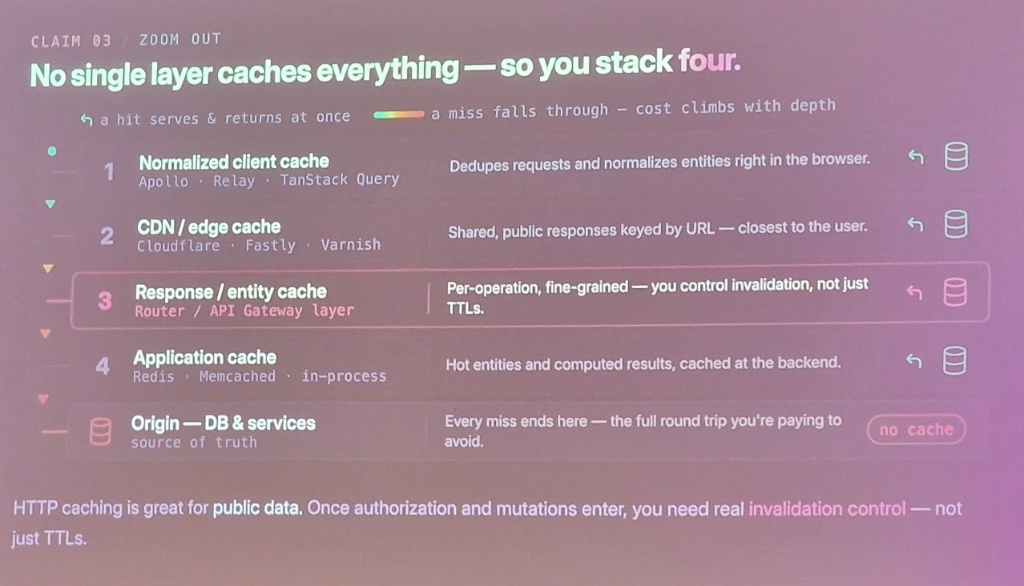 CLAIM 03 / ZOOM OUT
No single layer caches everything — so you stack four.
a hit serves & returns at once a miss falls through — cost climbs with depth
1 Normalized client cache Dedupes requests and normalizes entities right in the browser.
Apollo · Relay · TanStack Query
2 CDN / edge cache Shared, public responses keyed by URL — closest to the user.
Cloudflare · Fastly · Varnish
3 Response / entity cache Per-operation, fine-grained — you control invalidation, not just
Router / API Gateway layer TTLs.
4 Application cache Hot entities and computed results, cached at the backend.
Redis · Memcached · in-process
Origin — DB & services Every miss ends here — the full round trip you're paying to no cache
source of truth avoid.
HTTP caching is great for public data. Once authorization and mutations enter, you need real invalidation control — not
just TTLs.